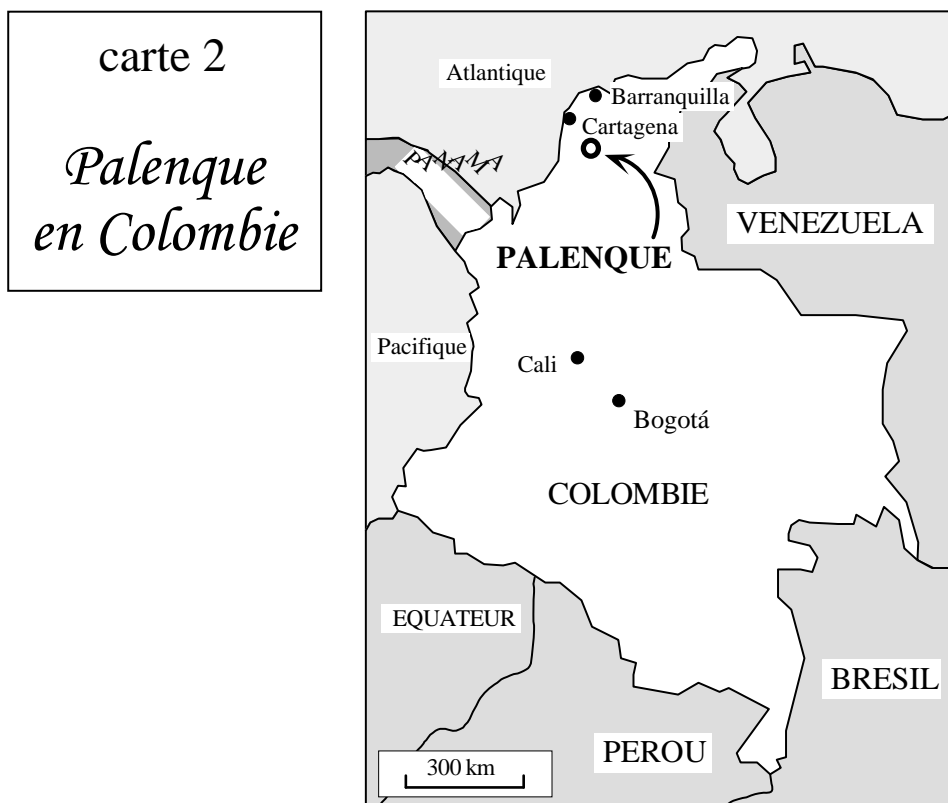 carte 2
Palenque
en Colombie
Atlantique
Barranquilla
Cartagena
PANAMA
VENEZUELA
PALENQUE
Pacifique
Cali
Bogotá
COLOMBIE
EQUATEUR
BRESIL
PEROU
300 km